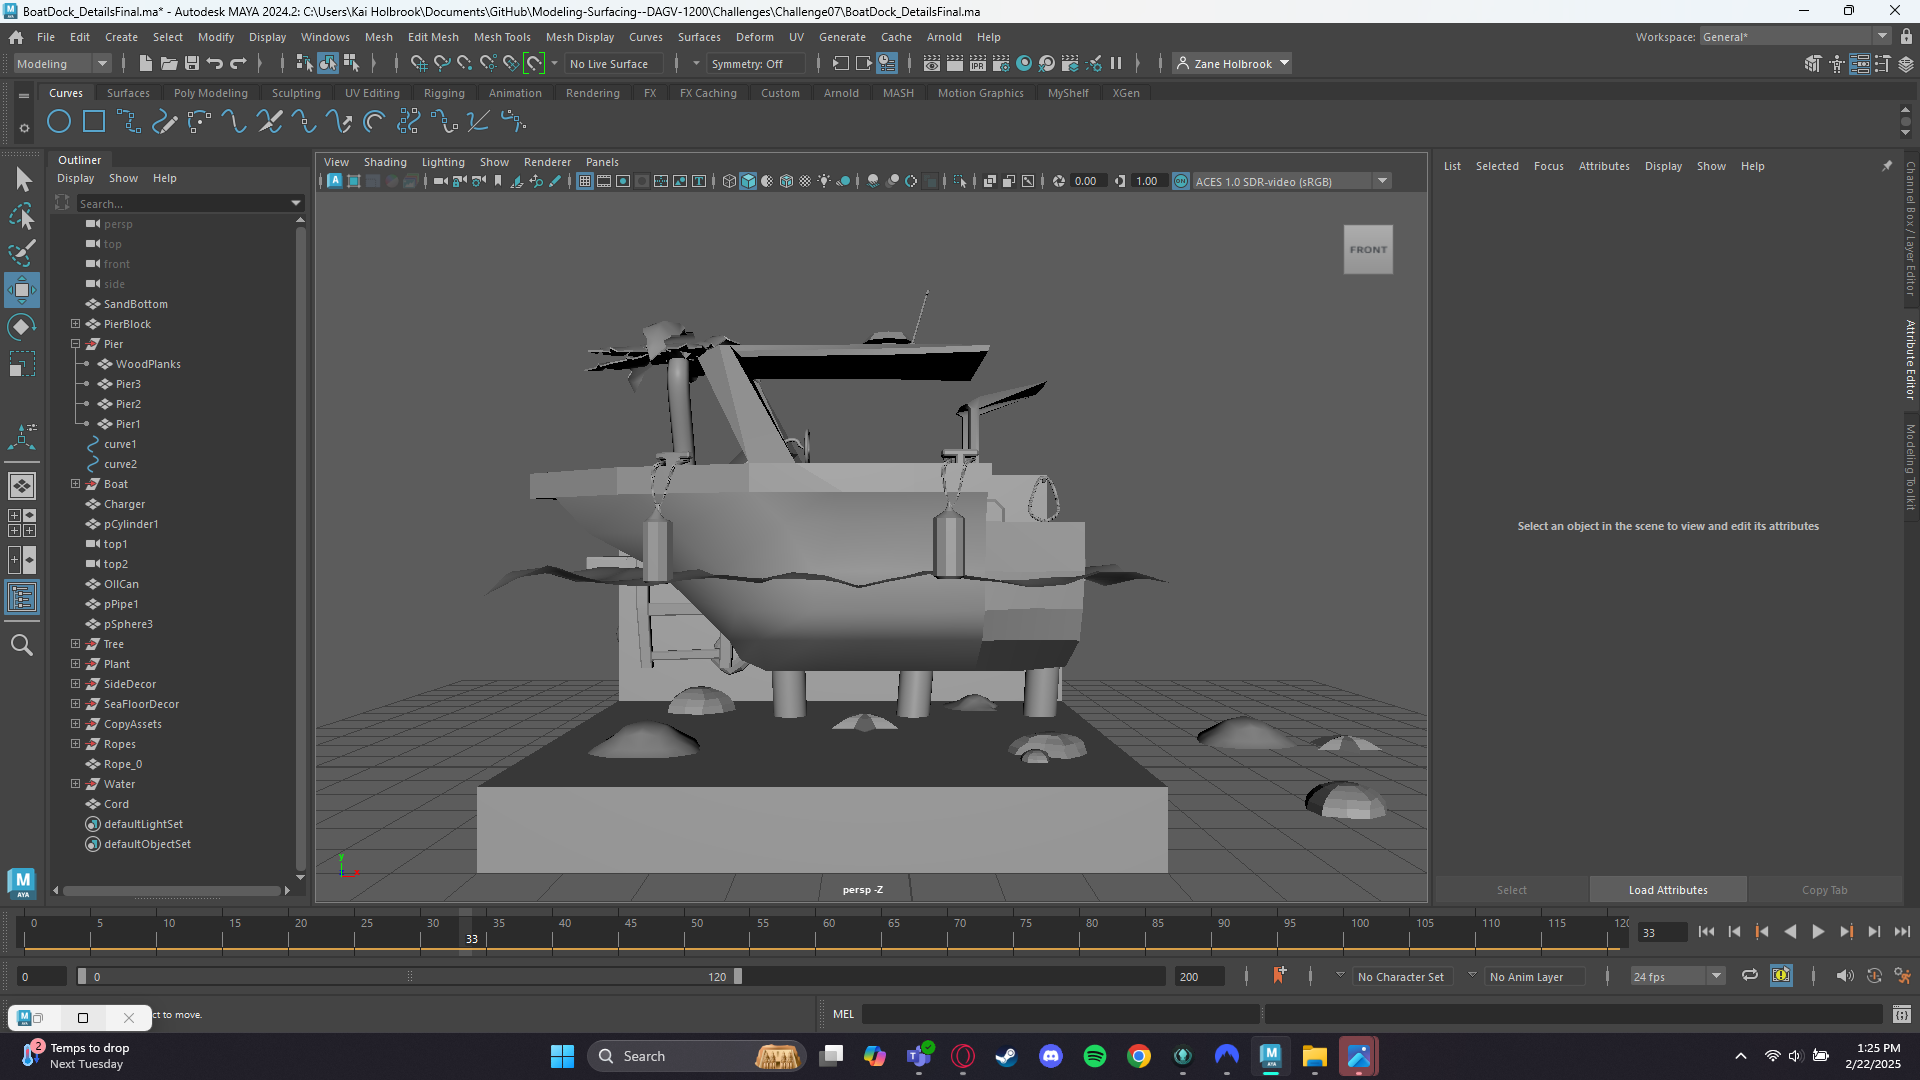 BoatDock_DetailsFinal.ma* - Autodesk MAYA 2024.2: C:\Users\Kai Holbrook\Documents\GitHub\Modeling-Surfacing--DAGV-1200\Challenges\Challenge07\BoatDock_DetailsFinal.ma
File Edit Create Select Modify Display Windows Mesh Edit Mesh Mesh Tools Mesh Display Curves Surfaces Deform UV Generate Cache Arnold Help
Workspace: General*
Modeling
No Live Surface
Symmetry: Off
IPR
Zane Holbrook
Curves Surfaces Poly Modeling Sculpting UV Editing Rigging Animation Rendering FX FX Caching Custom Arnold MASH Motion Graphics MyShelf XGen
Outliner
Display Show Help
Search...
persp
top
front
side
SandBottom
PierBlock
Pier
WoodPlanks
Pier3
Pier2
Pier1
curve1
curve2
Boat
Charger
pCylinder1
top1
top2
OilCan
pPipe1
pSphere3
Tree
Plant
SideDecor
SeaFloorDecor
CopyAssets
Ropes
Rope_0
Water
Cord
defaultLightSet
defaultObjectSet
View Shading Lighting Show Renderer Panels
0.00
1.00
ON
ACES 1.0 SDR-video (sRGB)
FRONT
y
persp -Z
List Selected Focus Attributes Display Show Help
Select an object in the scene to view and edit its attributes
Select
Load Attributes
Copy Tab
Channel Box / Layer Editor
Attribute Editor
Modeling Toolkit
M
AYA
0 5 10 15 20 25 30 35 40 45 50 55 60 65 70 75 80 85 90 95 100 105 110 115 120
33
33
0
0
120
200
No Character Set
No Anim Layer
24 fps
ct to move.
MEL
2
Temps to drop
Next Tuesday
Search
1:25 PM
2/22/2025